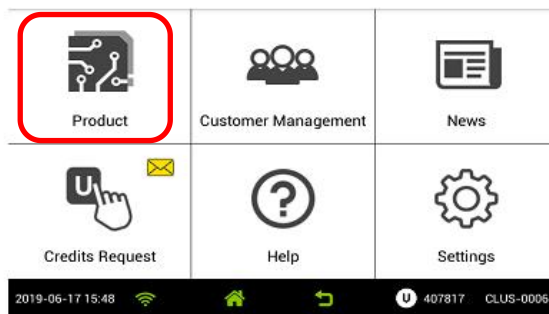 Product
Customer Management
News
U
Credits Request
?
Help
Settings
2019-06-17 15:48
U 407817 CLUS-0006